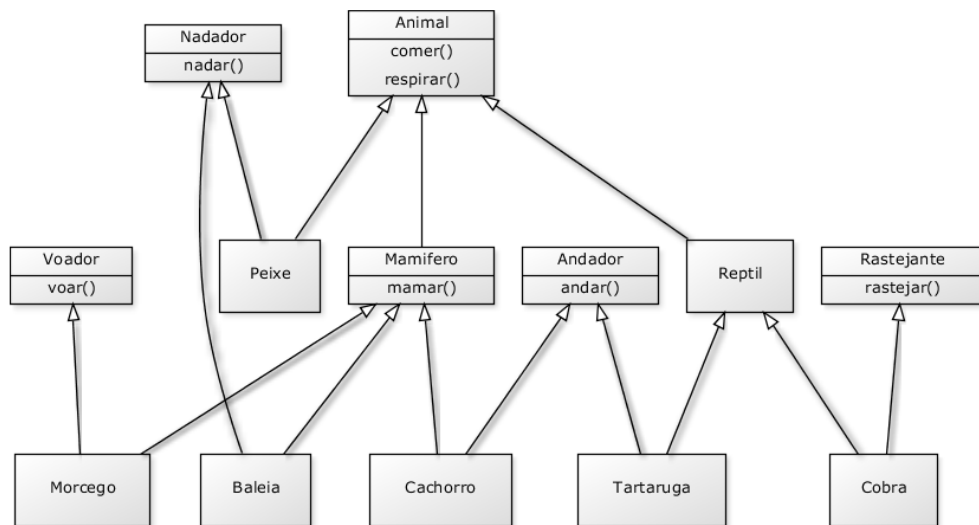 Nadador
nadar()
Animal
comer()
respirar()
Voador
voar()
Peixe
Mamifero
mamar()
Andador
andar()
Reptil
Rastejante
rastejar()
Morcego
Baleia
Cachorro
Tartaruga
Cobra